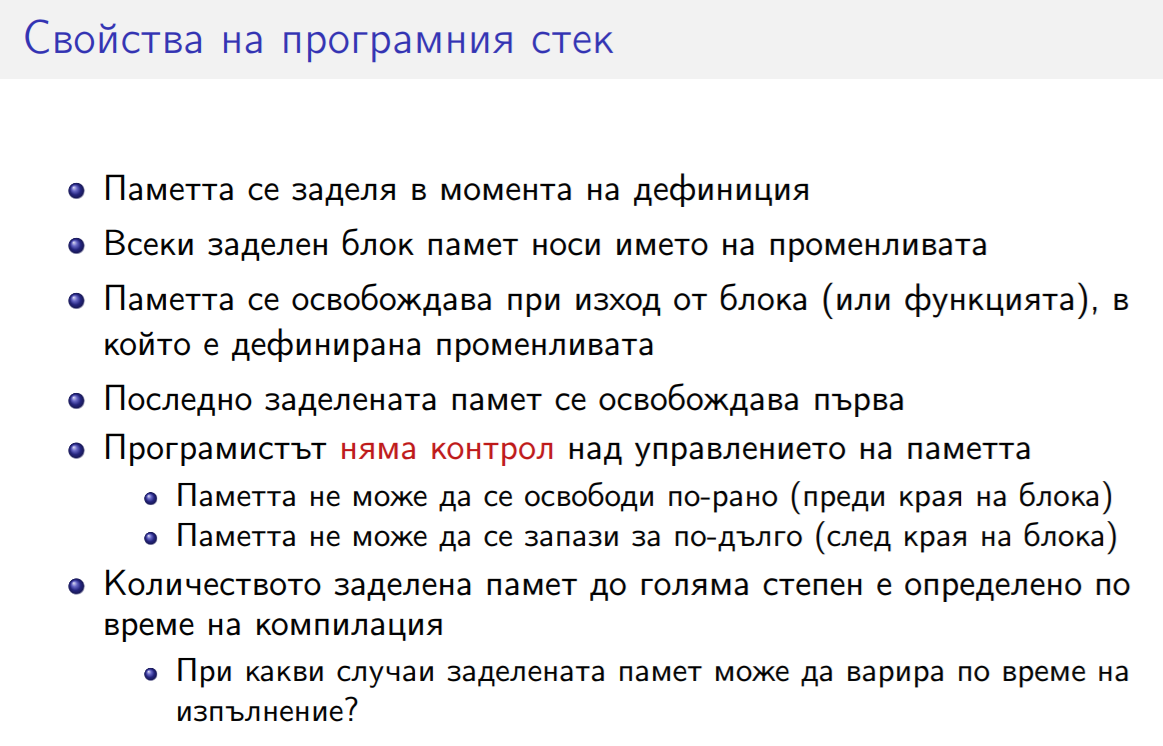 Свойства на програмния стек
Паметта се заделя в момента на дефиниция
Всеки заделен блок памет носи името на променливата
Паметта се освобождава при изход от блока (или функцията), в
който е дефинирана променливата
Последно заделената памет се освобождава първа
Програмистът няма контрол над управлението на паметта
Паметта не може да се освободи по-рано (преди края на блока)
Паметта не може да се запази за по-дълго (след края на блока)
Количеството заделена памет до голяма степен е определено по
време на компилация
При какви случаи заделената памет може да варира по време на
изпълнение?